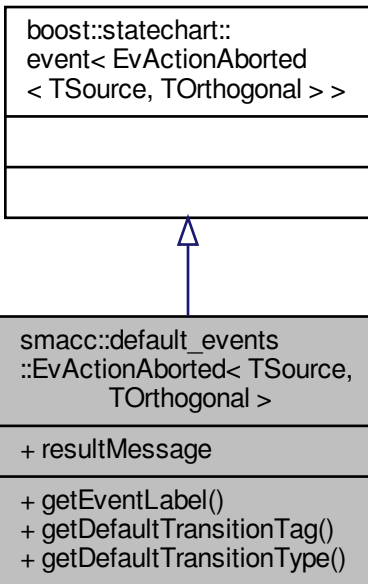 boost::statechart::
event< EvActionAborted
< TSource, TOrthogonal > >
smacc::default_events
::EvActionAborted< TSource,
TOrthogonal >
+ resultMessage
+ getEventLabel()
+ getDefaultTransitionTag()
+ getDefaultTransitionType()